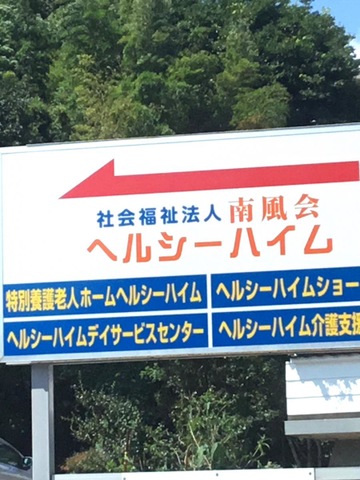 社会福祉法人 南風会
ヘルシーハイム
特別養護老人ホームヘルシーハイム
ヘルシーハイムショー
ヘルシーハイムデイサービスセンター
ヘルシーハイム介護支援